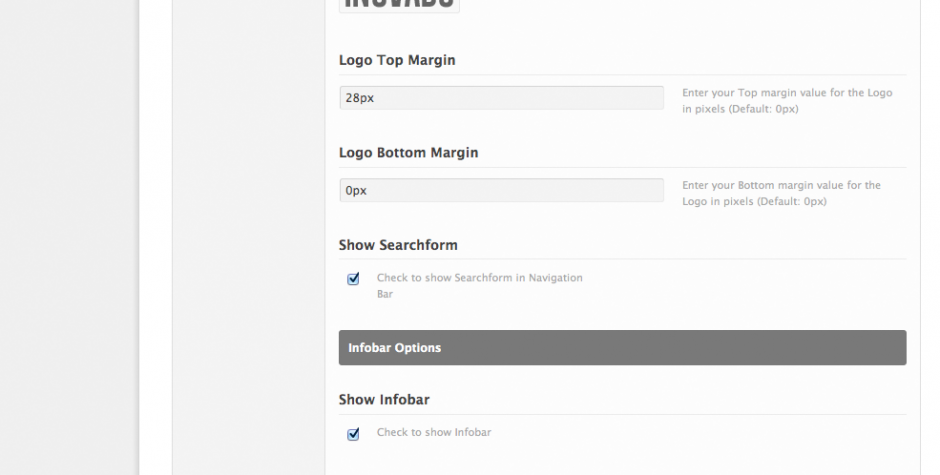 INOVADO
Logo Top Margin
28px
Enter your Top margin value for the Logo
in pixels (Default: 0px)
Logo Bottom Margin
0px
Enter your Bottom margin value for the
Logo in pixels (Default: 0px)
Show Searchform
Check to show Searchform in Navigation
Bar
Infobar Options
Show Infobar
Check to show Infobar